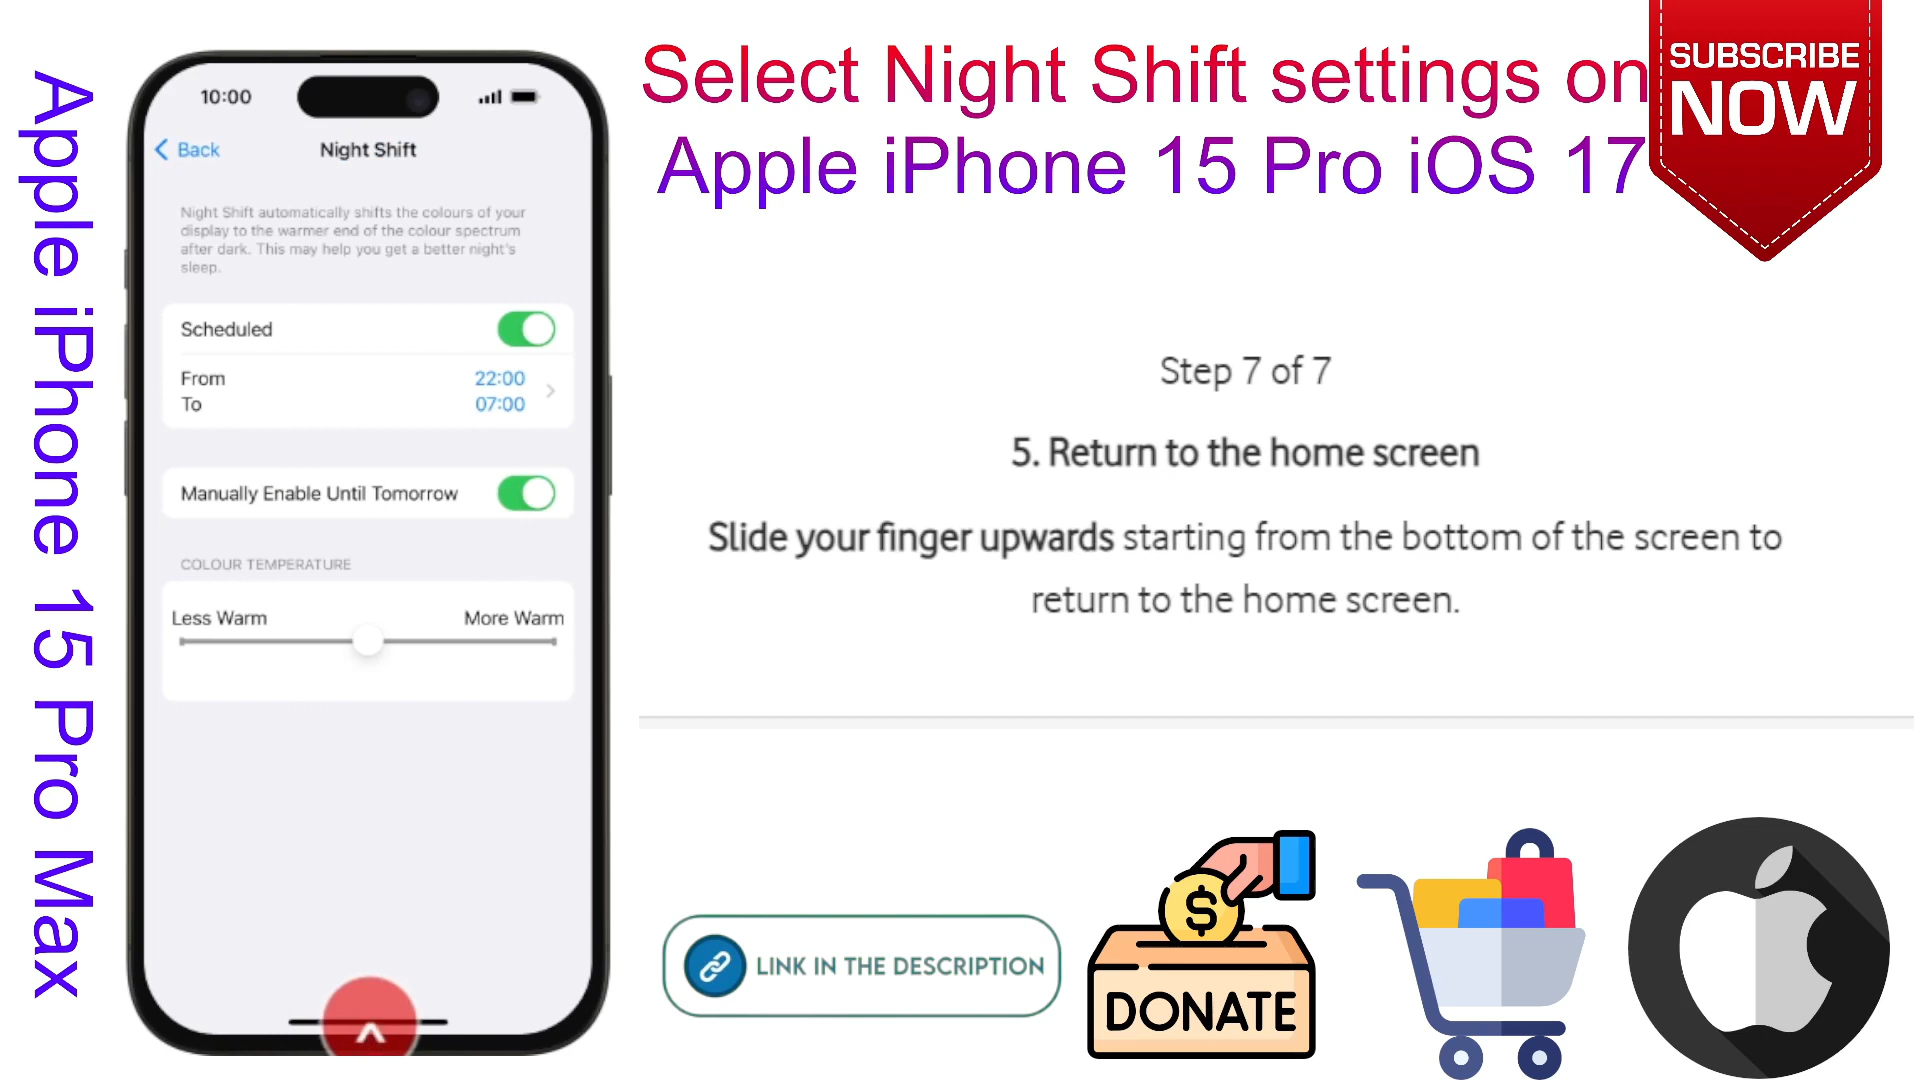 Apple iPhone 15 Pro Max
10:00
Back
Night Shift
Night Shift automatically shifts the colours of your
display to the warmer end of the colour spectrum
after dark. This may help you get a better night's
sleep.
Scheduled
From 22:00
To 07:00
Manually Enable Until Tomorrow
COLOUR TEMPERATURE
Less Warm More Warm
Select Night Shift settings on
Apple iPhone 15 Pro iOS 17
SUBSCRIBE
NOW
Step 7 of 7
5. Return to the home screen
Slide your finger upwards starting from the bottom of the screen to
return to the home screen.
LINK IN THE DESCRIPTION
$
DONATE